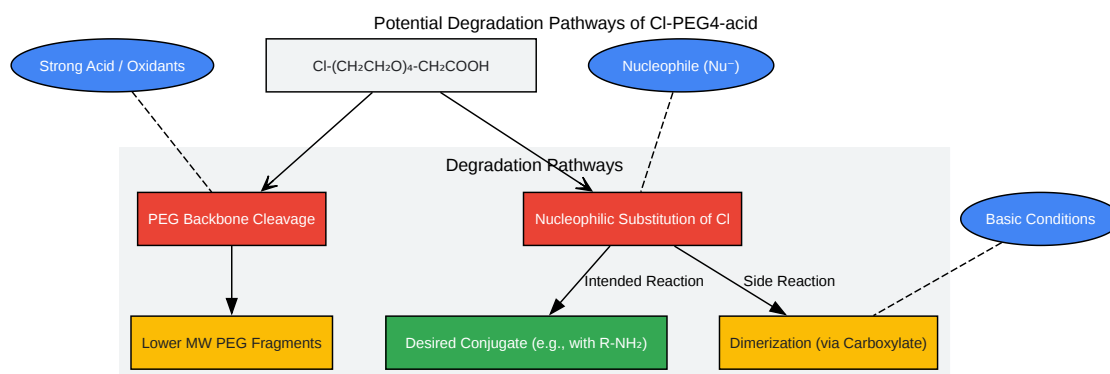 Potential Degradation Pathways of Cl-PEG4-acid
Strong Acid / Oxidants
Cl-(CH₂CH₂O)₄-CH₂COOH
Nucleophile (Nu⁻)
Degradation Pathways
PEG Backbone Cleavage
Nucleophilic Substitution of Cl
Basic Conditions
Intended Reaction
Side Reaction
Lower MW PEG Fragments
Desired Conjugate (e.g., with R-NH₂)
Dimerization (via Carboxylate)